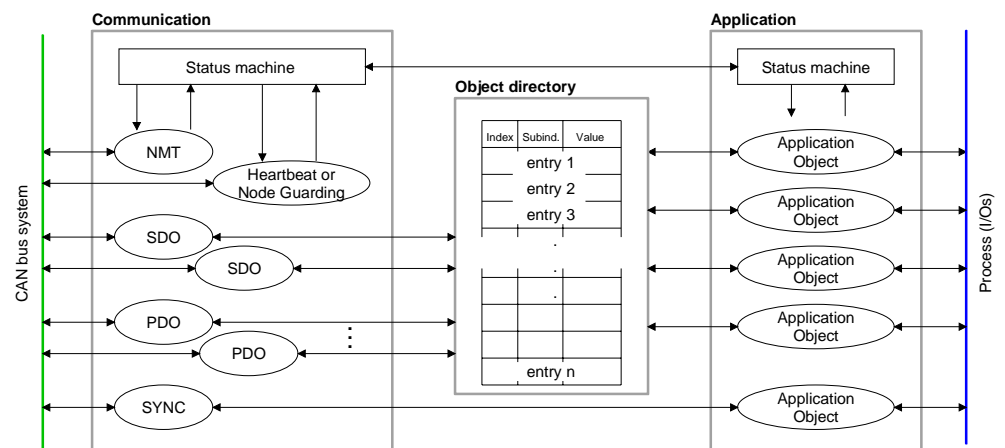 Communication
Application
Status machine
Status machine
Object directory
Index Subind. Value
NMT
entry 1
Application
Object
Heartbeat or
Node Guarding
entry 2
entry 3
Application
Object
SDO
SDO
Application
Object
CAN bus system
Process (I/Os)
PDO
PDO
Application
Object
entry n
SYNC
Application
Object